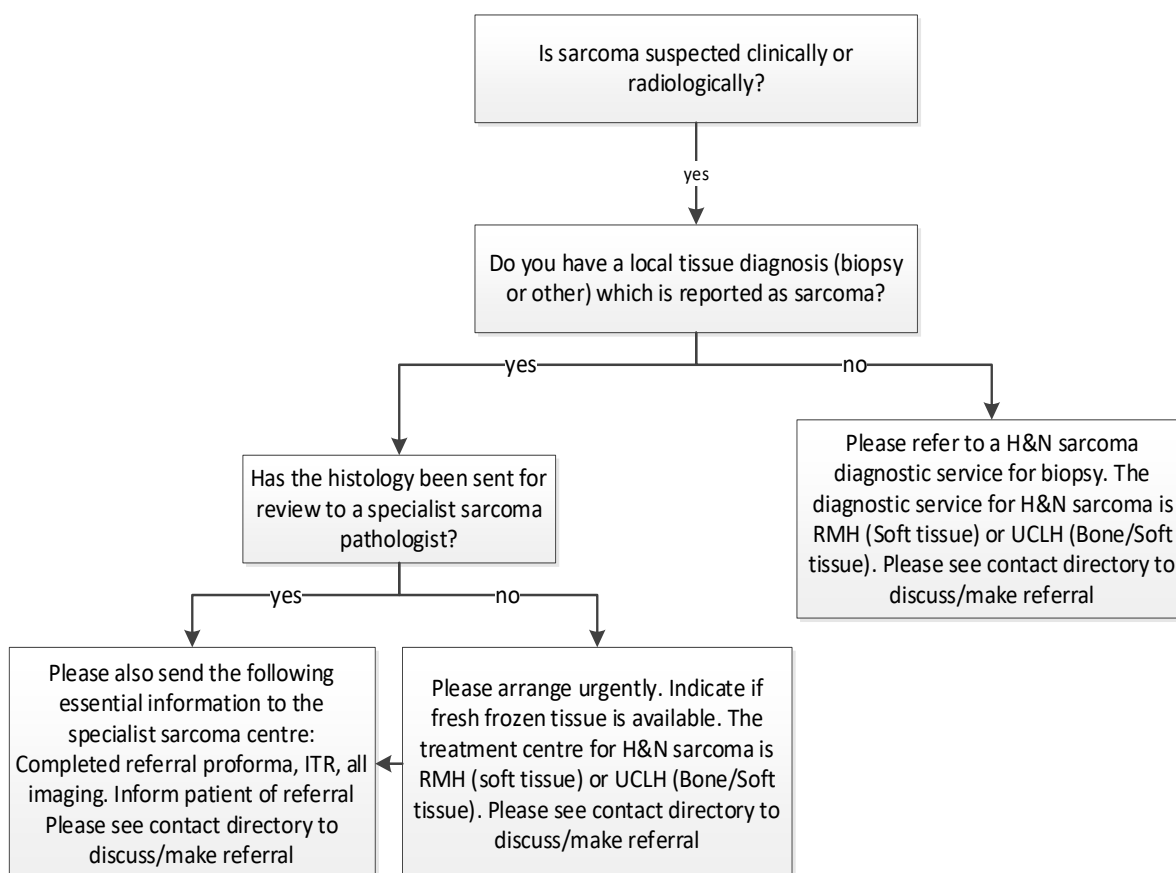 Is sarcoma suspected clinically or
radiologically?
yes
Do you have a local tissue diagnosis (biopsy
or other) which is reported as sarcoma?
yes
no
Has the histology been sent for
review to a specialist sarcoma
pathologist?
Please refer to a H&N sarcoma
diagnostic service for biopsy. The
diagnostic service for H&N sarcoma is
RMH (Soft tissue) or UCLH (Bone/Soft
tissue). Please see contact directory to
discuss/make referral
yes
no
Please also send the following
essential information to the
specialist sarcoma centre:
Completed referral proforma, ITR, all
imaging. Inform patient of referral
Please see contact directory to
discuss/make referral
Please arrange urgently. Indicate if
fresh frozen tissue is available. The
treatment centre for H&N sarcoma is
RMH (soft tissue) or UCLH (Bone/Soft
tissue). Please see contact directory to
discuss/make referral